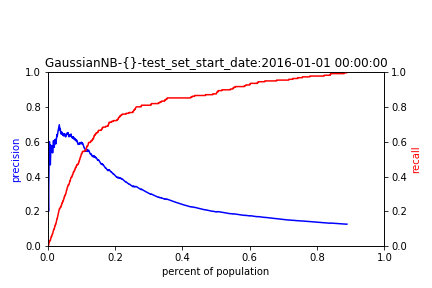 GaussianNB-{}-test_set_start_date:2016-01-01 00:00:00
1.0 1.0
0.8 0.8
0.6 0.6
precision recall
0.4 0.4
0.2 0.2
0.0 0.0
0.0 0.2 0.4 0.6 0.8 1.0
percent of population